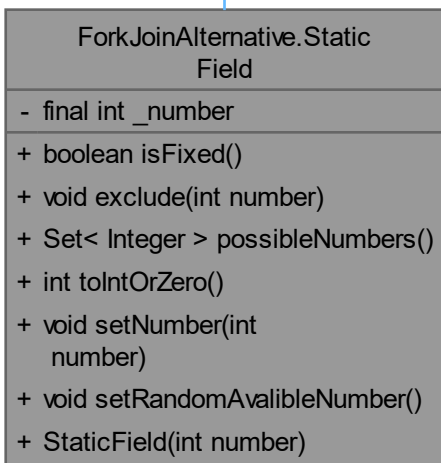 ForkJoinAlternative.Static
Field
- final int _number
+ boolean isFixed()
+ void exclude(int number)
+ Set< Integer > possibleNumbers()
+ int toIntOrZero()
+ void setNumber(int
number)
+ void setRandomAvalibleNumber()
+ StaticField(int number)